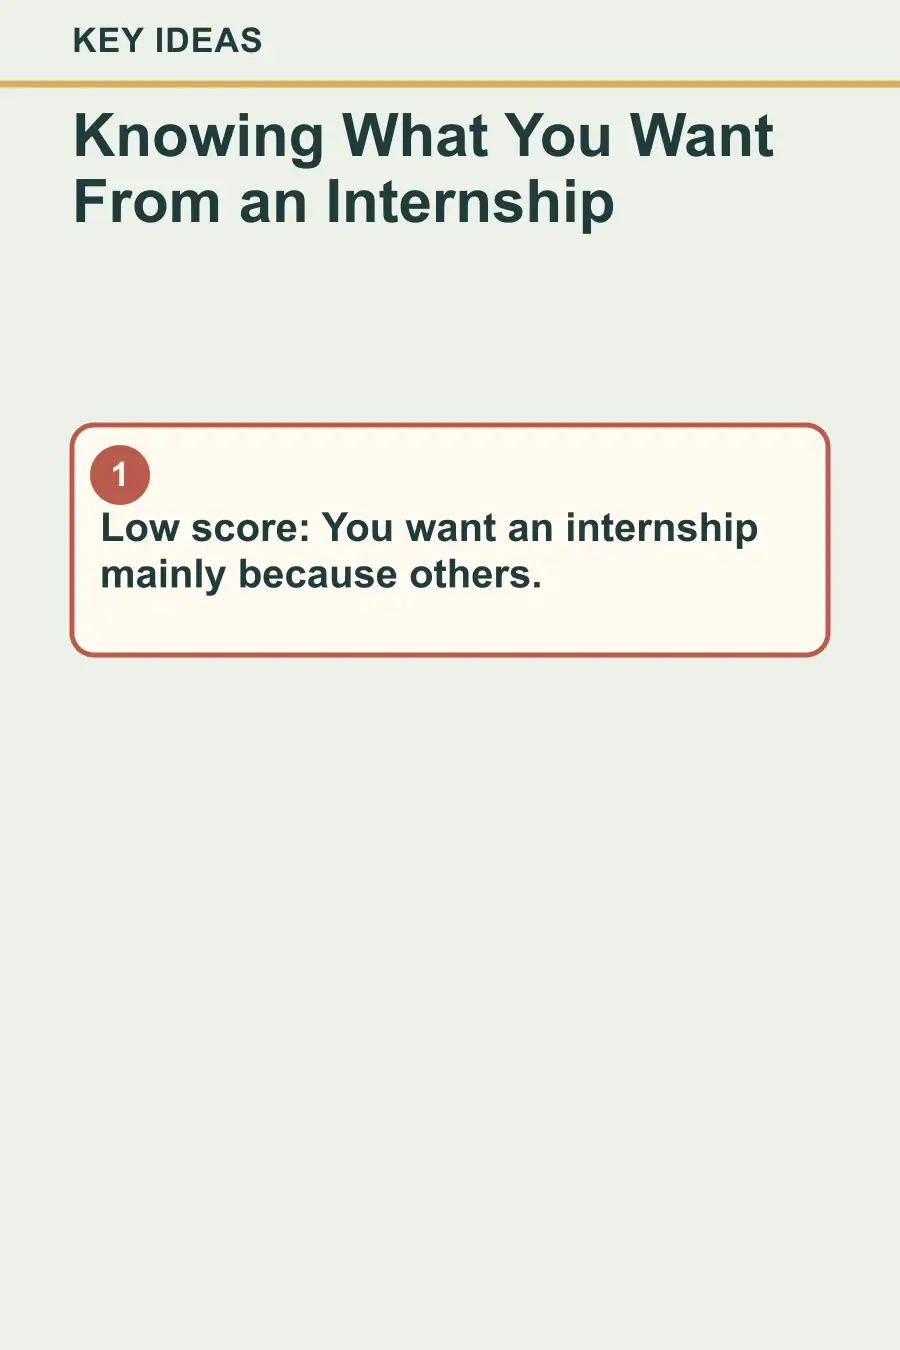 KEY IDEAS
Knowing What You Want
From an Internship
1
Low score: You want an internship
mainly because others.